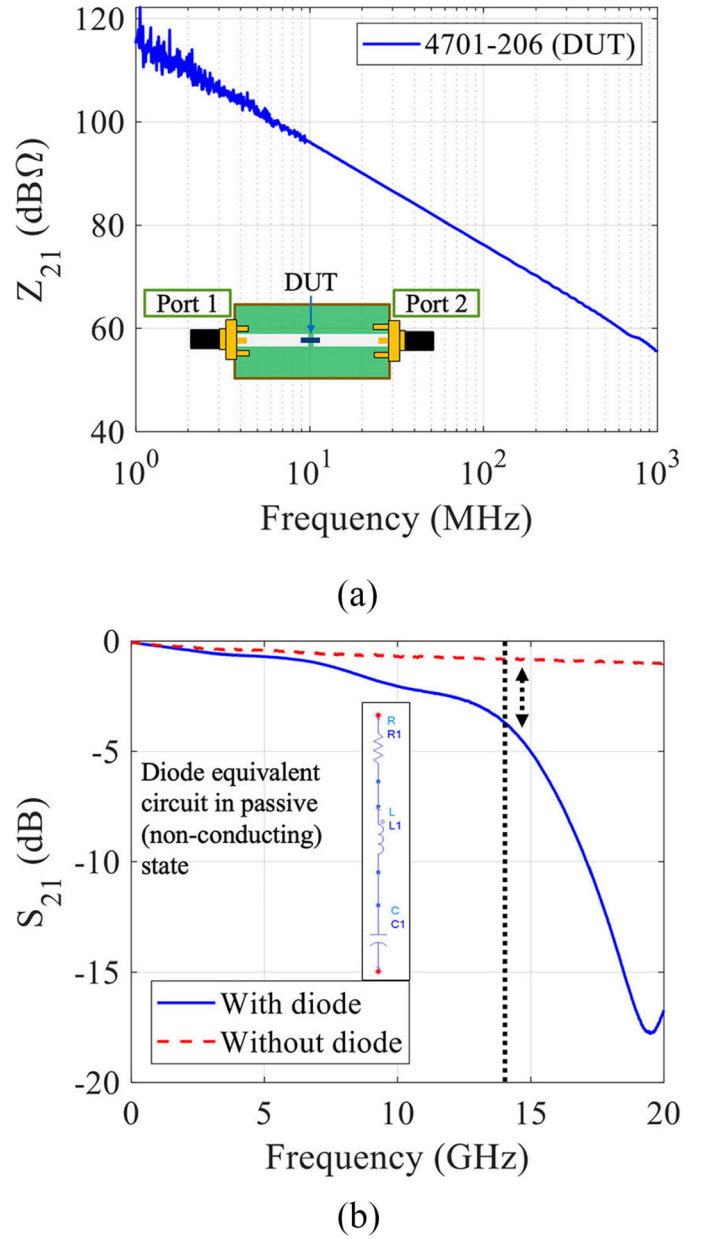 120
100
80
60
40
Z21 (dBΩ)
4701-206 (DUT)
DUT
Port 1
Port 2
10^0 10^1 10^2 10^3
Frequency (MHz)
(a)
0
-5
-10
-15
-20
S21 (dB)
R
R1
L
L1
C
C1
Diode equivalent
circuit in passive
(non-conducting)
state
With diode
Without diode
0 5 10 15 20
Frequency (GHz)
(b)